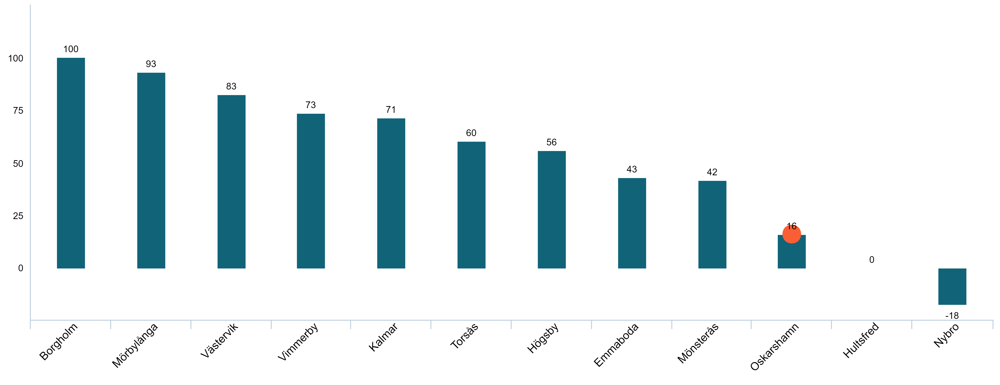 100
75
50
25
0
100
93
83
73
71
60
56
43
42
16
0
-18
Borgholm
Mörbylånga
Västervik
Vimmerby
Kalmar
Torsås
Högsby
Emmaboda
Mönsterås
Oskarshamn
Hultsfred
Nybro